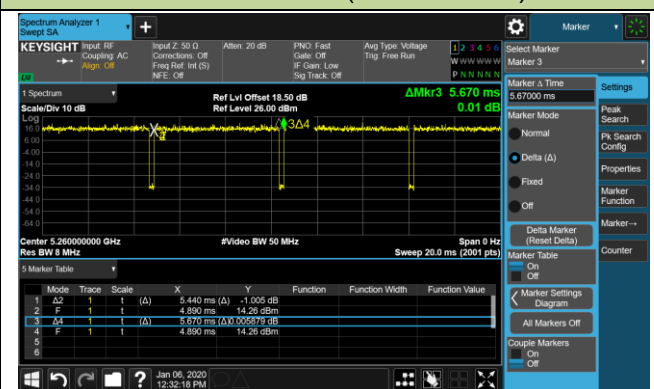 Spectrum Analyzer 1
Swept SA
Marker
KEYSIGHT
Input: RF
Coupling: AC
Align: Off
Input Z: 50 Ω
Corrections: Off
Freq Ref: Int (S)
NFE: Off
Atten: 20 dB
PNO: Fast
Gate: Off
IF Gain: Low
Sig Track: Off
Avg Type: Voltage
Trig: Free Run
1 2 3 4 5 6
W W W W W W
P N N N N N
Select Marker
Marker 3
1 Spectrum
Scale/Div 10 dB
Log
Ref Lvl Offset 18.50 dB
Ref Level 26.00 dBm
ΔMkr3 5.670 ms
0.01 dB
16.0
6.00
-4.00
-14.0
-24.0
-34.0
-44.0
-54.0
-64.0
3Δ4
Center 5.260000000 GHz
Res BW 8 MHz
#Video BW 50 MHz
Span 0 Hz
Sweep 20.0 ms (2001 pts)
5 Marker Table
Mode Trace Scale X Y Function Function Width Function Value
1 Δ2 1 t (Δ) 5.440 ms (Δ) -1.005 dB
2 F 1 t 4.890 ms 14.26 dBm
3 Δ4 1 t (Δ) 5.670 ms (Δ) 0.005879 dB
4 F 1 t 4.890 ms 14.26 dBm
5
6
Marker Δ Time
5.67000 ms
Marker Mode
Normal
Delta (Δ)
Fixed
Off
Delta Marker
(Reset Delta)
Marker Table
On
Off
Marker Settings
Diagram
All Markers Off
Couple Markers
On
Off
Settings
Peak
Search
Pk Search
Config
Properties
Marker
Function
Marker→
Counter
Jan 06, 2020
12:32:18 PM